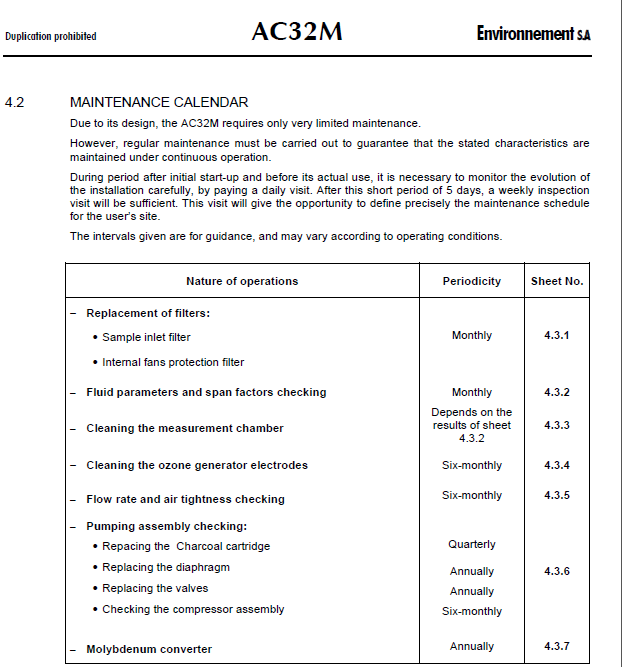 Duplication prohibited
AC32M
Environnement S.A
4.2 MAINTENANCE CALENDAR
Due to its design, the AC32M requires only very limited maintenance.
However, regular maintenance must be carried out to guarantee that the stated characteristics are
maintained under continuous operation.
During period after initial start-up and before its actual use, it is necessary to monitor the evolution of
the installation carefully, by paying a daily visit. After this short period of 5 days, a weekly inspection
visit will be sufficient. This visit will give the opportunity to define precisely the maintenance schedule
for the user's site.
The intervals given are for guidance, and may vary according to operating conditions.
Nature of operations Periodicity Sheet No.
– Replacement of filters:
• Sample inlet filter Monthly 4.3.1
• Internal fans protection filter
– Fluid parameters and span factors checking Monthly 4.3.2
Depends on the
– Cleaning the measurement chamber results of sheet 4.3.3
4.3.2
– Cleaning the ozone generator electrodes Six-monthly 4.3.4
– Flow rate and air tightness checking Six-monthly 4.3.5
– Pumping assembly checking:
• Repacing the Charcoal cartridge Quarterly
• Replacing the diaphragm Annually 4.3.6
• Replacing the valves Annually
• Checking the compressor assembly Six-monthly
– Molybdenum converter Annually 4.3.7